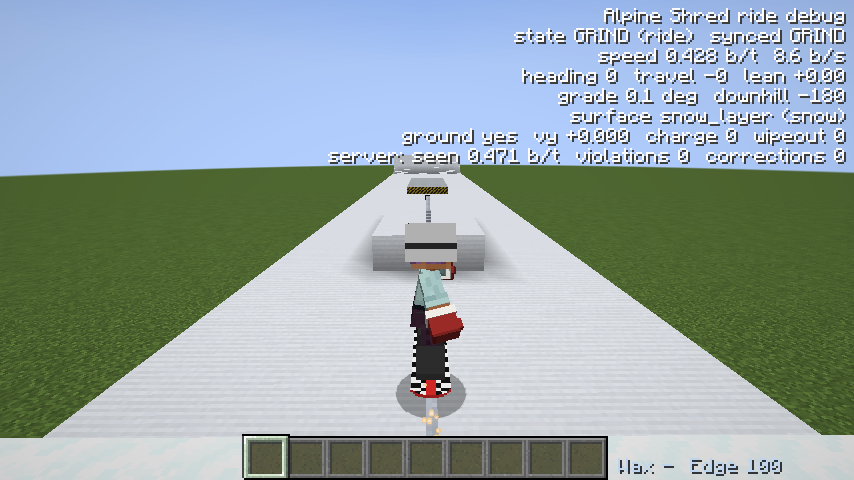 Alpine Shred ride debug
state GRIND (ride) synced GRIND
speed 0.428 b/t 8.6 b/s
heading 0 travel -0 lean +0.00
grade 0.1 deg downhill -180
surface snow_layer (snow)
ground yes vy +0.000 charge 0 wipeout 0
server: seen 0.471 b/t violations 0 corrections 0
Wax - Edge 100